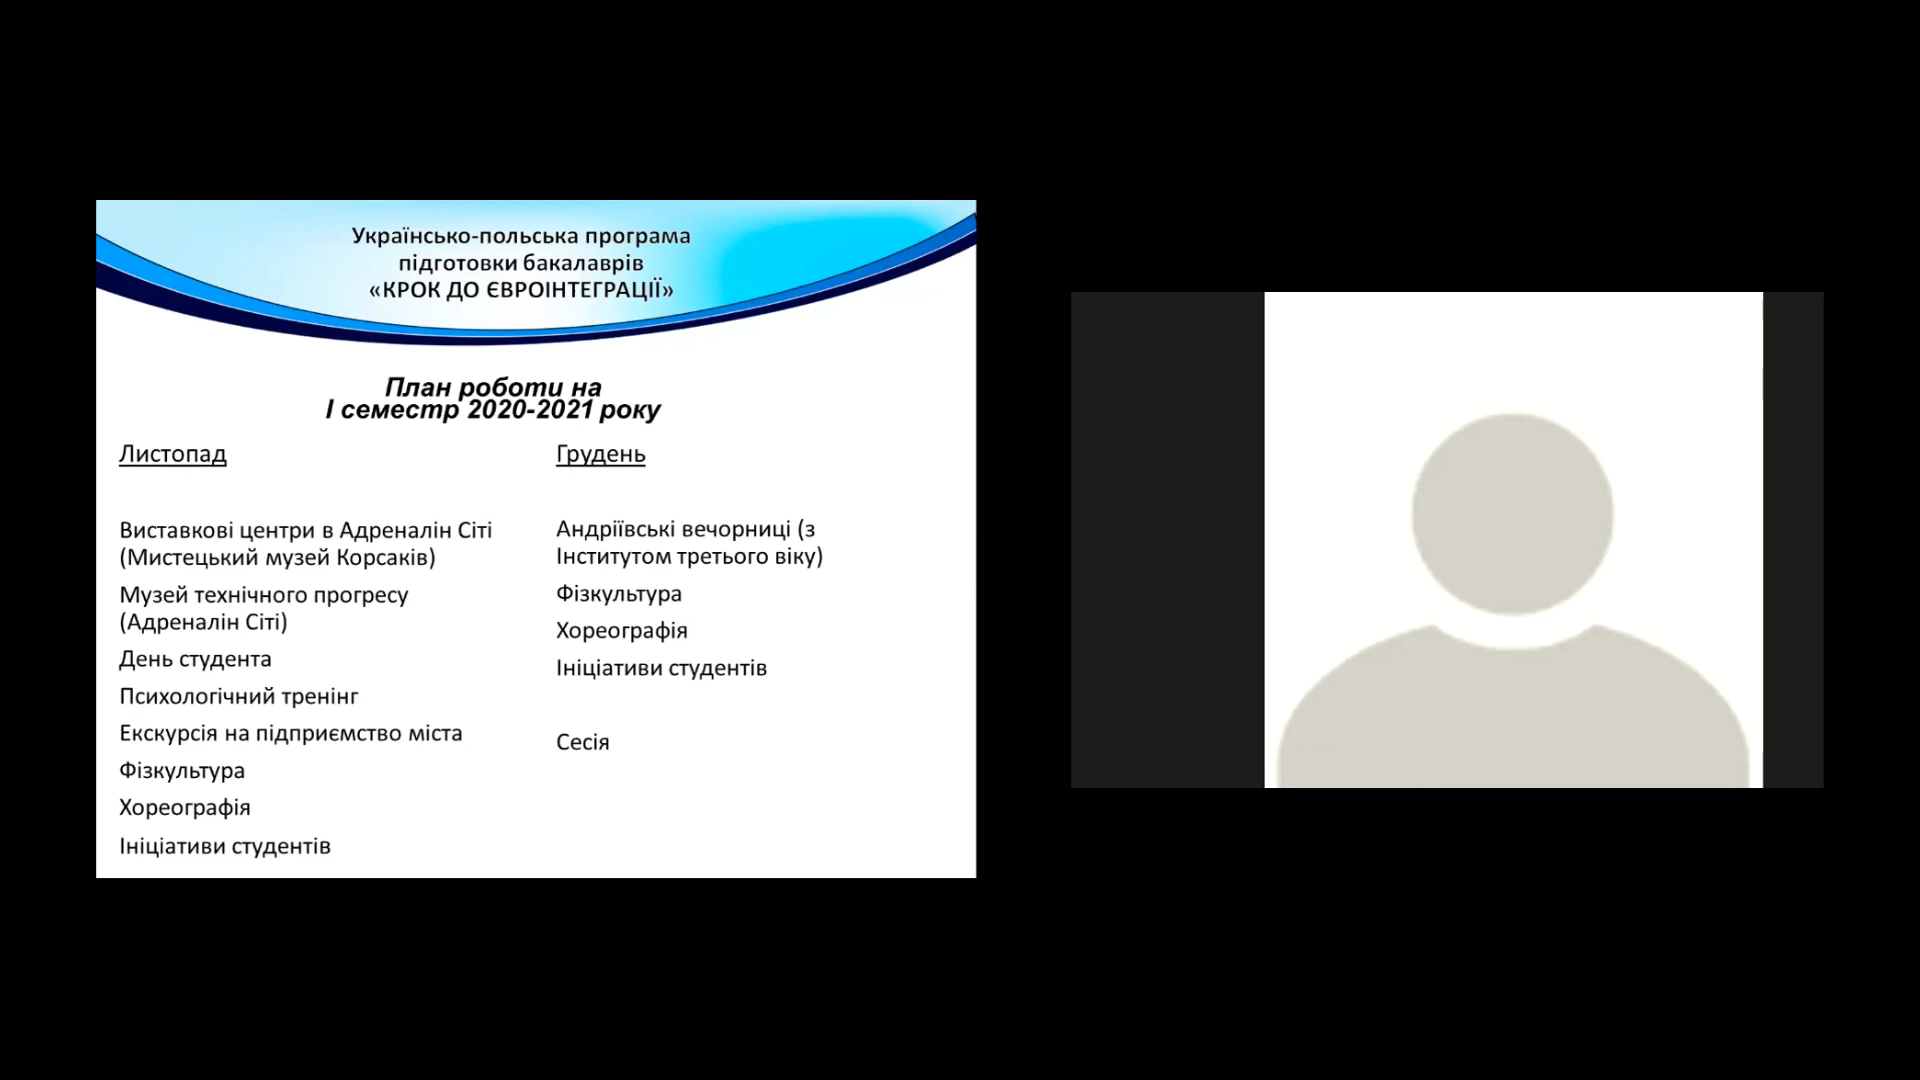 Українсько-польська програма
підготовки бакалаврів
«КРОК ДО ЄВРОІНТЕГРАЦІЇ»
План роботи на
І семестр 2020-2021 року
Листопад
Виставкові центри в Адреналін Сіті
(Мистецький музей Корсаків)
Музей технічного прогресу
(Адреналін Сіті)
День студента
Психологічний тренінг
Екскурсія на підприємство міста
Фізкультура
Хореографія
Ініціативи студентів
Грудень
Андріївські вечорниці (з
Інститутом третього віку)
Фізкультура
Хореографія
Ініціативи студентів
Сесія